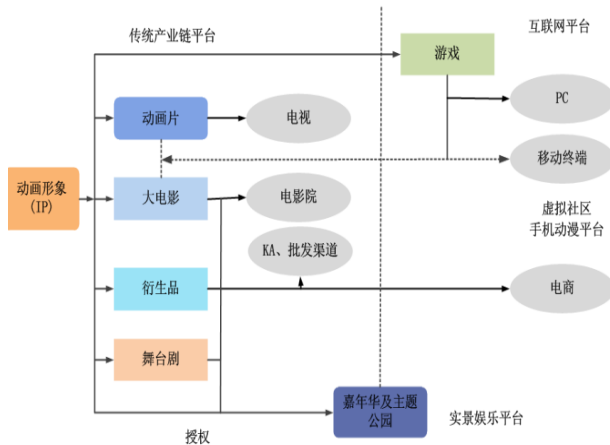 传统产业链平台
互联网平台
游戏
动画片
电视
PC
移动终端
动画形象
(IP)
大电影
电影院
虚拟社区
手机动漫平台
KA、批发渠道
衍生品
电商
舞台剧
嘉年华及主题
公园
实景娱乐平台
授权